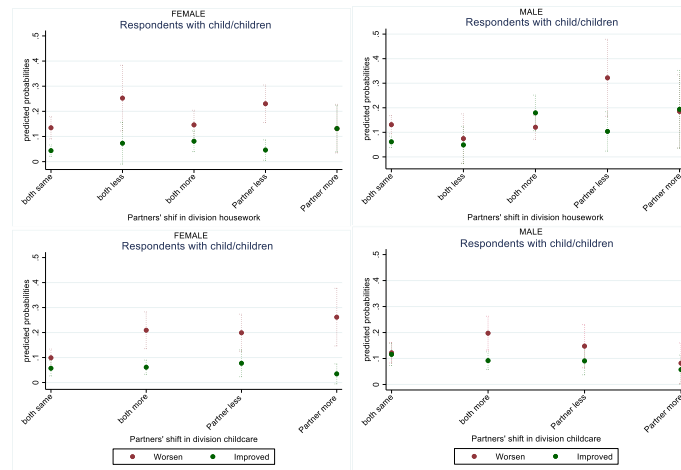 FEMALE
Respondents with child/children
predicted probabilities
.5
.4
.3
.2
.1
0
both same
both less
both more
Partner less
Partner more
Partners' shif in division housework
MALE
Respondents with child/children
predicted probabilities
.5
.4
.3
.2
.1
0
both same
both less
both more
Partner less
Partner more
Partners' shift in division housework
FEMALE
Respondents with child/children
predicted probabilities
.5
.4
.3
.2
.1
0
both same
both more
Partner less
Partner more
Partners' shift in division childcare
Worsen
Improved
MALE
Respondents with child/children
predicted probabilities
.5
.4
.3
.2
.1
0
both same
both more
Partner less
Partner more
Partners' shift in division childcare
Worsen
Improved